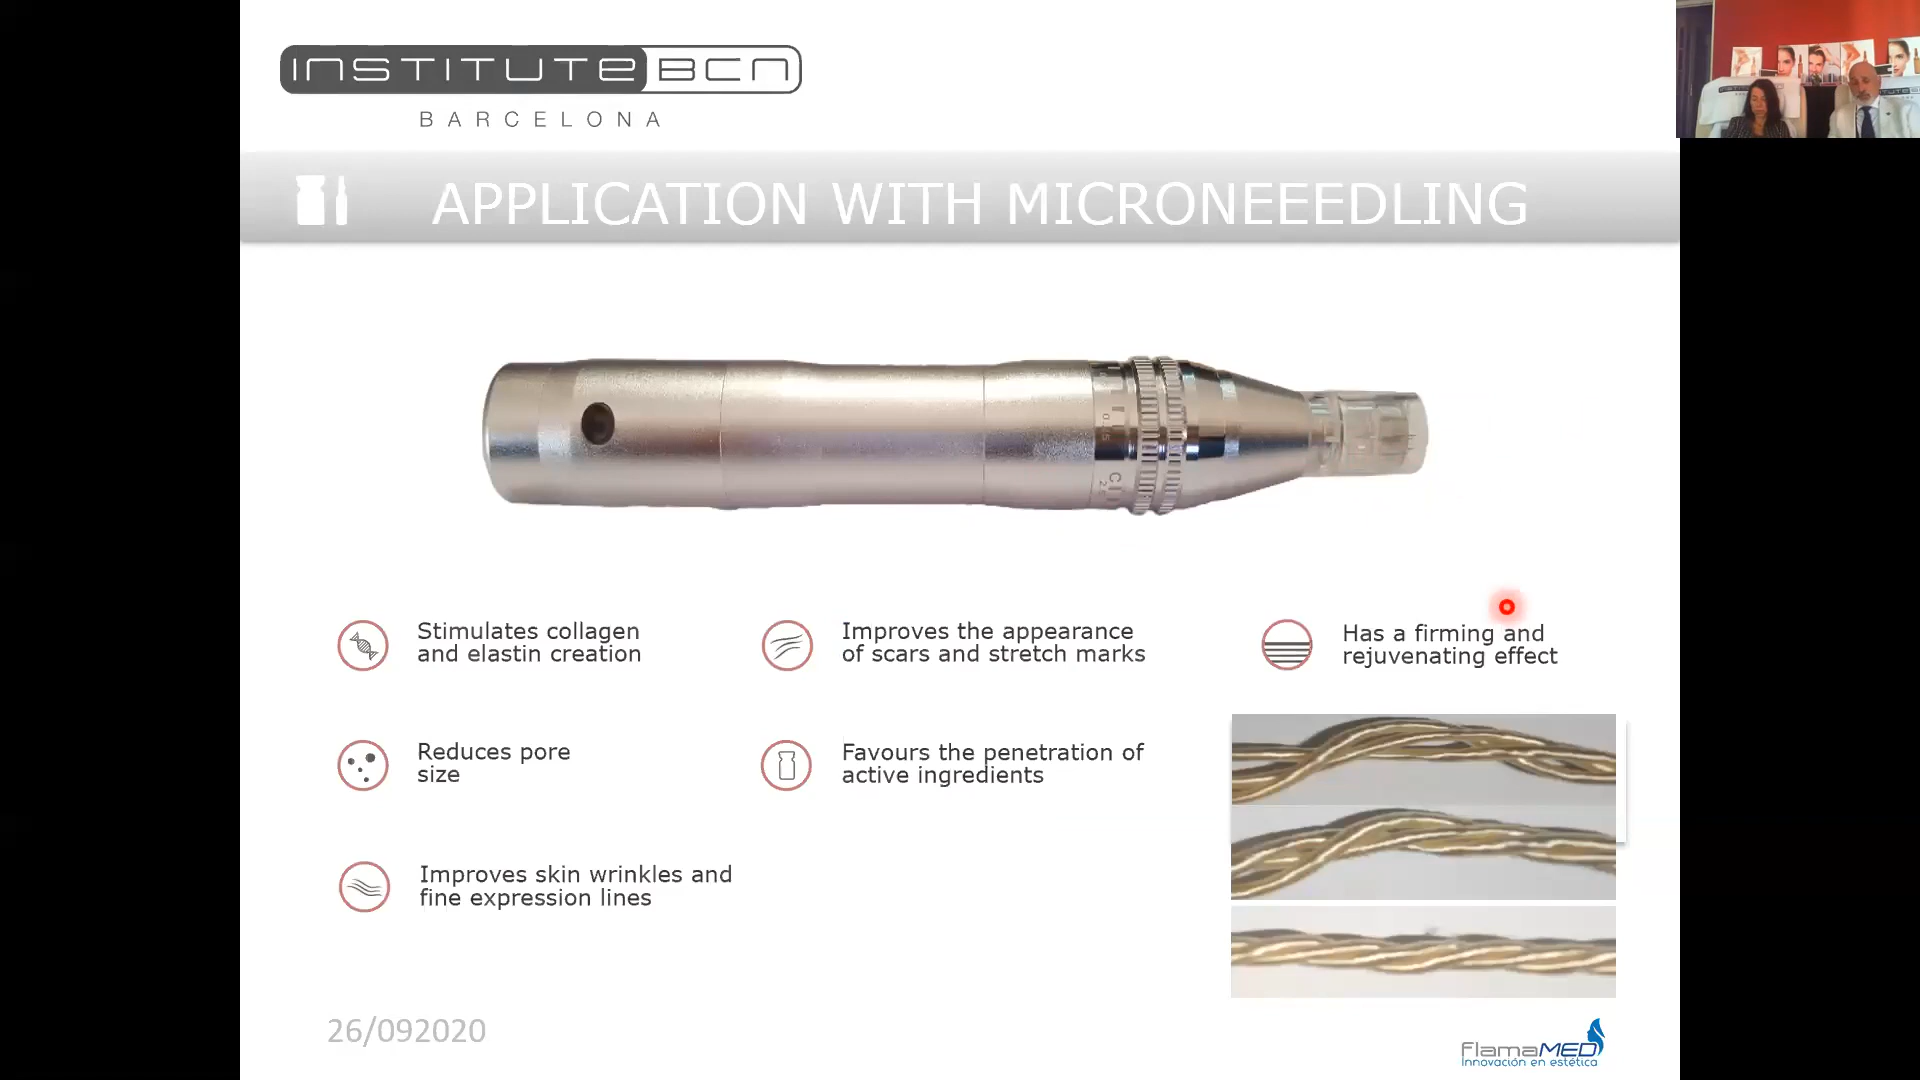 INSTITUTE BCN
BARCELONA
APPLICATION WITH MICRONEEEDLING
Stimulates collagen
and elastin creation
Improves the appearance
of scars and stretch marks
Has a firming and
rejuvenating effect
Reduces pore
size
Favours the penetration of
active ingredients
Improves skin wrinkles and
fine expression lines
26/092020
FlamaMED
Innovación en estética